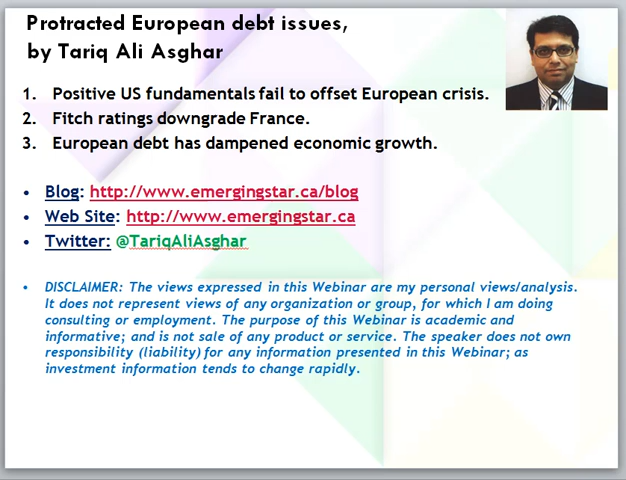 Protracted European debt issues,
by Tariq Ali Asghar
1. Positive US fundamentals fail to offset European crisis.
2. Fitch ratings downgrade France.
3. European debt has dampened economic growth.
• Blog: http://www.emergingstar.ca/blog
• Web Site: http://www.emergingstar.ca
• Twitter: @TariqAliAsghar
• DISCLAIMER: The views expressed in this Webinar are my personal views/analysis.
It does not represent views of any organization or group, for which I am doing
consulting or employment. The purpose of this Webinar is academic and
informative; and is not sale of any product or service. The speaker does not own
responsibility (liability) for any information presented in this Webinar; as
investment information tends to change rapidly.